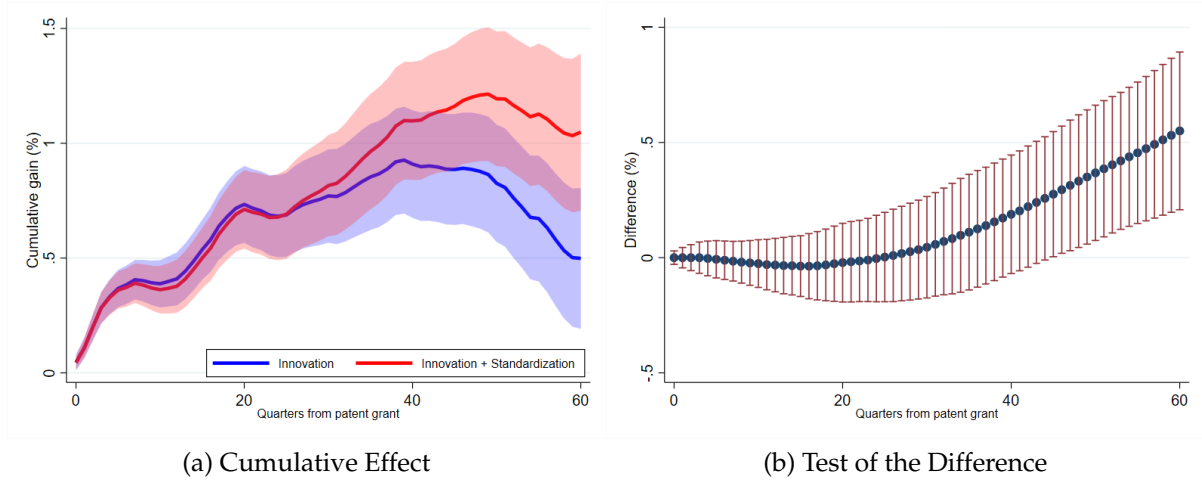 Cumulative gain (%)
1.5
1
.5
0
0
20
40
60
Quarters from patent grant
Innovation
Innovation + Standardization
(a) Cumulative Effect
Difference (%)
1
.5
0
-.5
0
20
40
60
Quarters from patent grant
(b) Test of the Difference